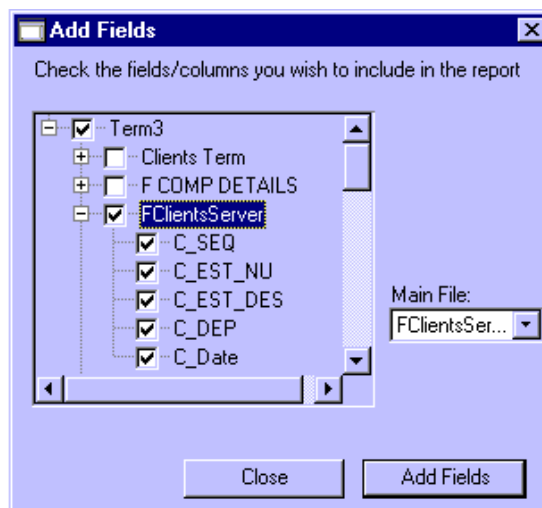 Add Fields
Check the fields/columns you wish to include in the report
Term3
Clients Term
F COMP DETAILS
FClientsServer
C_SEQ
C_EST_NU
C_EST_DES
C_DEP
C_Date
Main File:
FClientsSer...
Close Add Fields